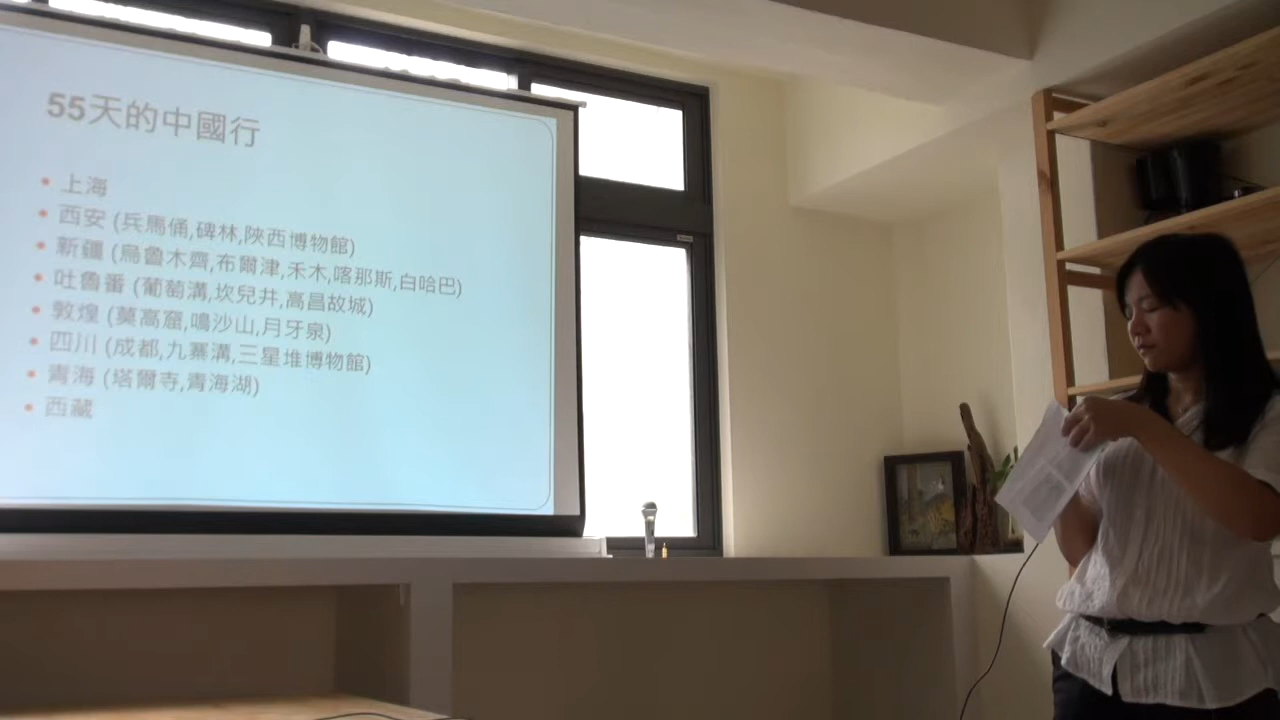 55天的中國行
上海
西安 (兵馬俑,碑林,陝西博物館)
新疆 (烏魯木齊,布爾津,禾木,喀那斯,白哈巴)
吐魯番 (葡萄溝,坎兒井,高昌故城)
敦煌 (莫高窟,鳴沙山,月牙泉)
四川 (成都,九寨溝,三星堆博物館)
青海 (塔爾寺,青海湖)
西藏